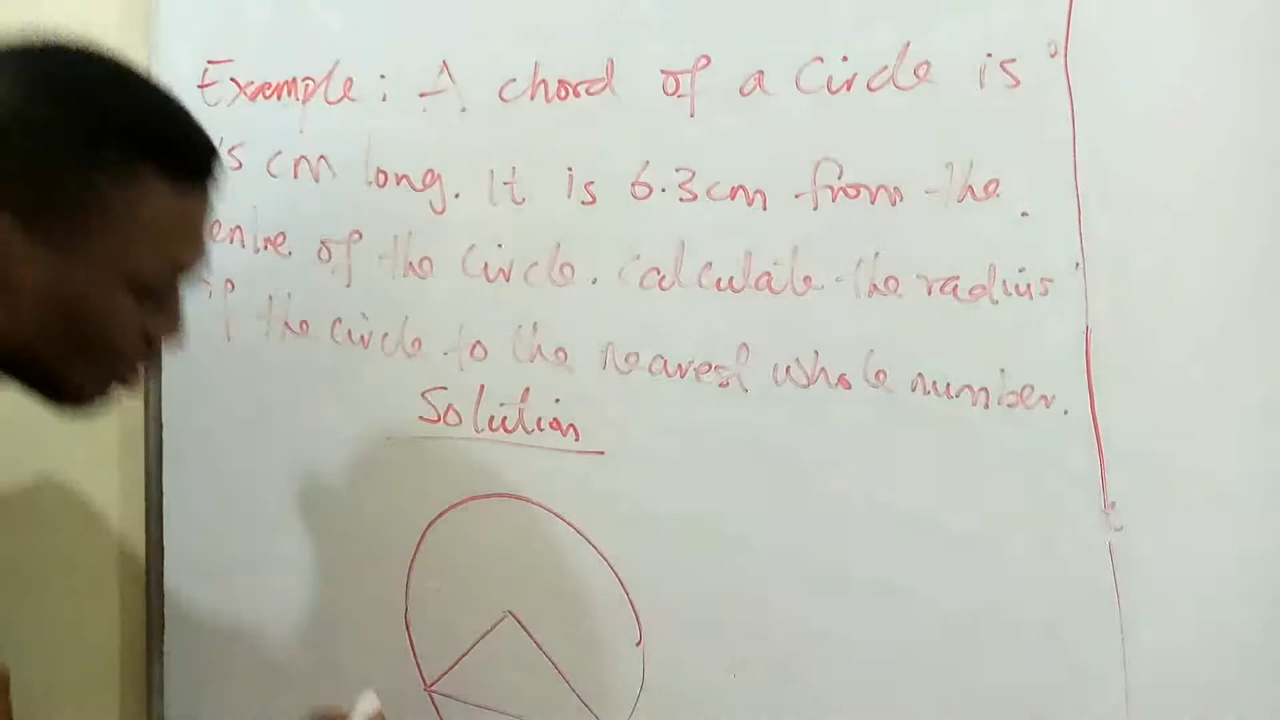 Example: A chord of a Circle is
cm long. It is 6.3cm from the
of the Circle. Calculate the radius
the circle to the nearest whole number.
Solution